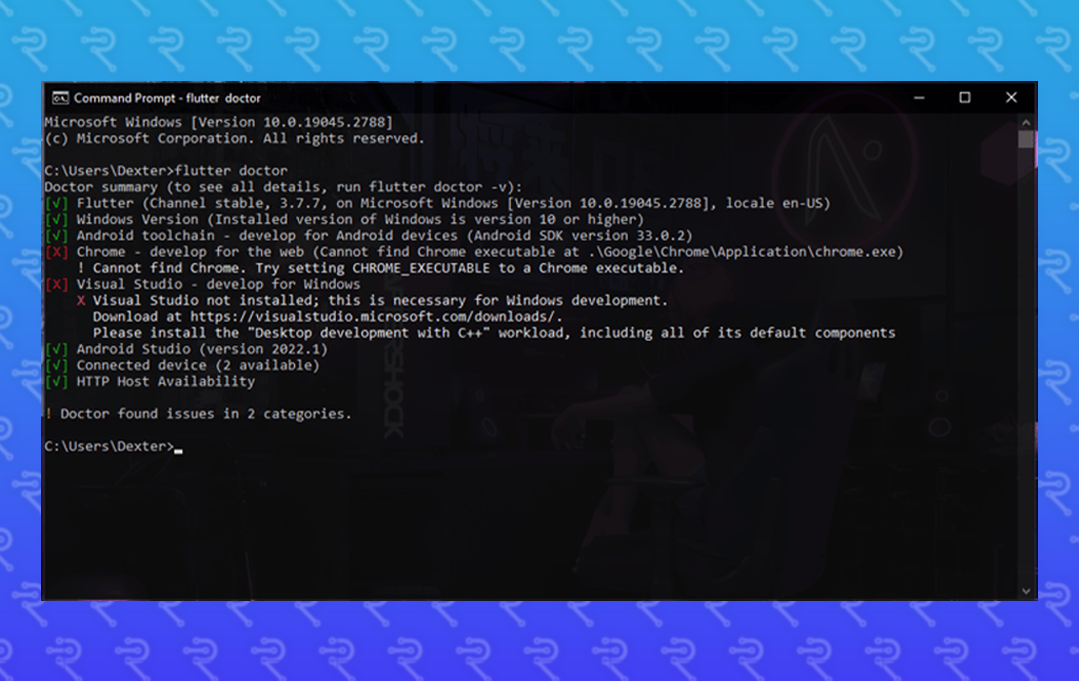 Command Prompt - flutter doctor
Microsoft Windows [Version 10.0.19045.2788]
(c) Microsoft Corporation. All rights reserved.
C:\Users\Dexter>flutter doctor
Doctor summary (to see all details, run flutter doctor -v):
[√] Flutter (Channel stable, 3.7.7, on Microsoft Windows [Version 10.0.19045.2788], locale en-US)
[√] Windows Version (Installed version of Windows is version 10 or higher)
[√] Android toolchain - develop for Android devices (Android SDK version 33.0.2)
[X] Chrome - develop for the web (Cannot find Chrome executable at .\Google\Chrome\Application\chrome.exe)
! Cannot find Chrome. Try setting CHROME_EXECUTABLE to a Chrome executable.
[X] Visual Studio - develop for Windows
X Visual Studio not installed; this is necessary for Windows development.
Download at https://visualstudio.microsoft.com/downloads/.
Please install the "Desktop development with C++" workload, including all of its default components
[√] Android Studio (version 2022.1)
[√] Connected device (2 available)
[√] HTTP Host Availability
! Doctor found issues in 2 categories.
C:\Users\Dexter>